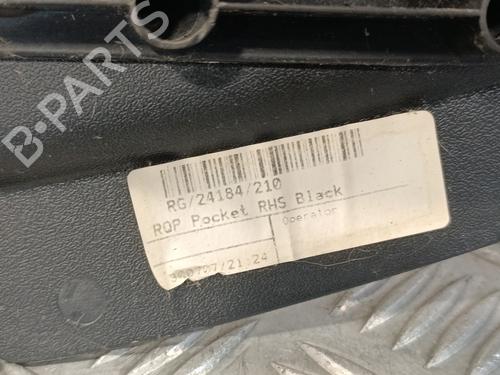 B-PARTS
RG/24184/210
RQP Pocket RHS Black
Operator